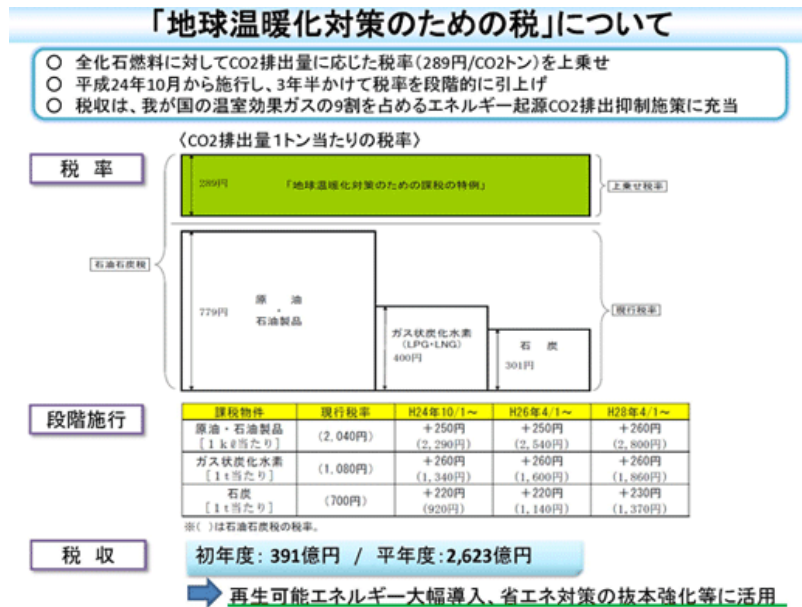 「地球温暖化対策のための税」について
○ 全化石燃料に対してCO2排出量に応じた税率(289円/CO2トン)を上乗せ
○ 平成24年10月から施行し、3年半かけて税率を段階的に引上げ
○ 税収は、我が国の温室効果ガスの9割を占めるエネルギー起源CO2排出抑制施策に充当
〈CO2排出量1トン当たりの税率〉
税 率
289円 「地球温暖化対策のための課税の特例」 上乗せ税率
石油石炭税
779円
原 油
・
石油製品
ガス状炭化水素
(LPG・LNG)
400円
石 炭
301円
現行税率
段階施行
課税物件 現行税率 H24年10/1~ H26年4/1~ H28年4/1~
原油・石油製品 +250円 +250円 +260円
[1kℓ当たり] (2,040円) (2,290円) (2,540円) (2,800円)
ガス状炭化水素 +260円 +260円 +260円
[1t当たり] (1,080円) (1,340円) (1,600円) (1,860円)
石炭 +220円 +220円 +230円
[1t当たり] (700円) (920円) (1,140円) (1,370円)
※( )は石油石炭税の税率。
税 収
初年度: 391億円 / 平年度:2,623億円
再生可能エネルギー大幅導入、省エネ対策の抜本強化等に活用